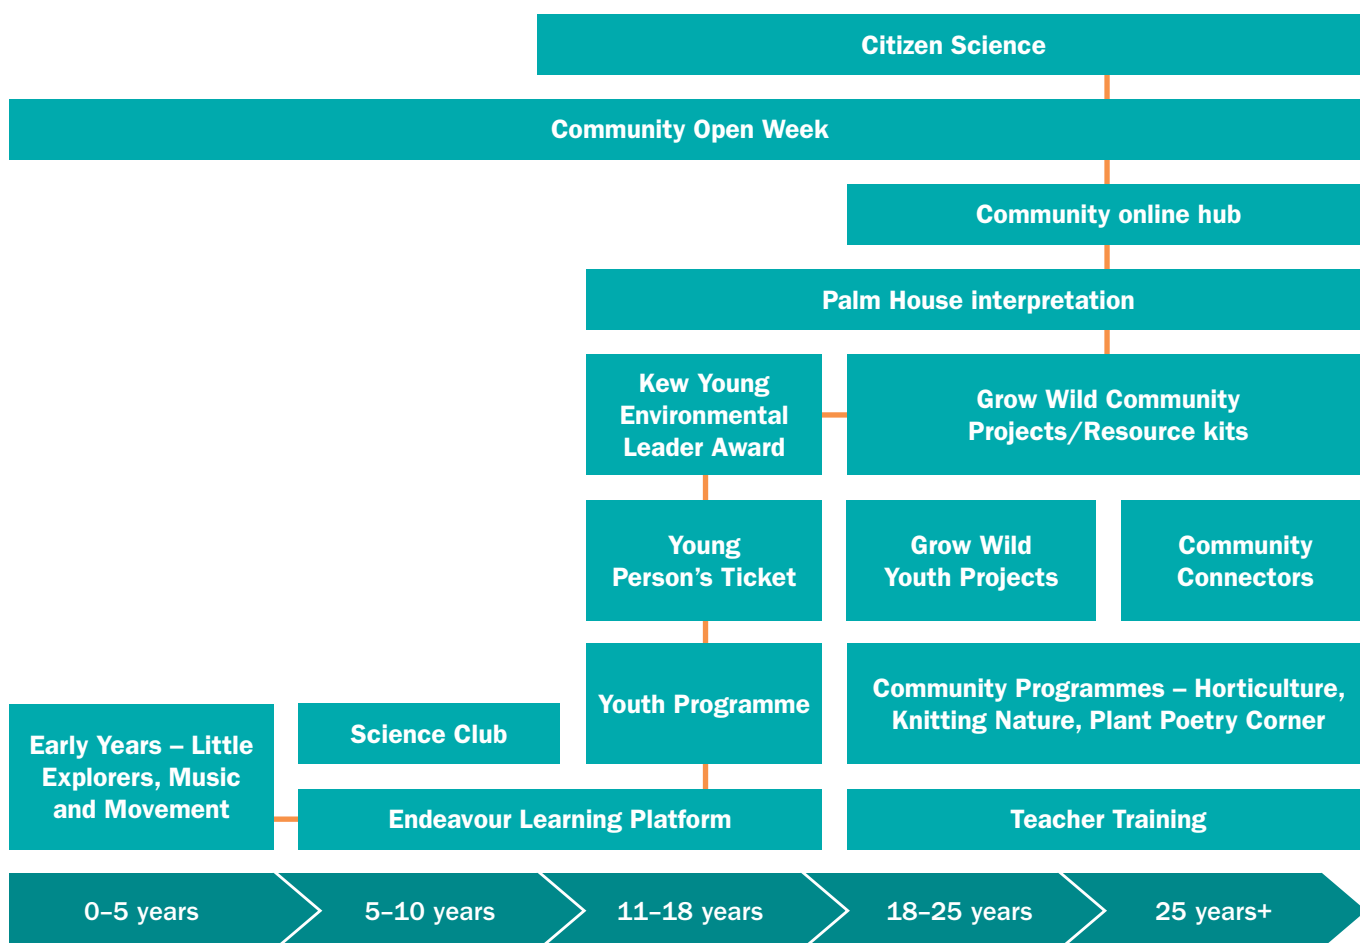 Citizen Science
Community Open Week
Community online hub
Palm House interpretation
Kew Young
Environmental
Leader Award
Grow Wild Community
Projects/Resource kits
Young
Person’s Ticket
Grow Wild
Youth Projects
Community
Connectors
Youth Programme
Community Programmes – Horticulture,
Knitting Nature, Plant Poetry Corner
Early Years – Little
Explorers, Music
and Movement
Science Club
Endeavour Learning Platform
Teacher Training
0–5 years
5–10 years
11–18 years
18–25 years
25 years+